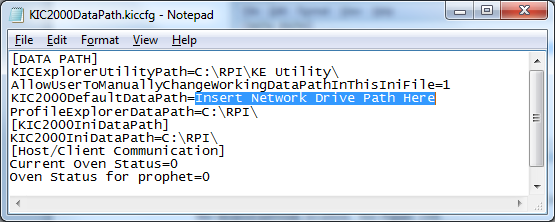 KIC2000DataPath.kiccfg - Notepad
File Edit Format View Help
[DATA PATH]
KICExplorerUtilityPath=C:\RPI\KE Utility\
AllowUserToManuallyChangeWorkingDataPathInThisIniFile=1
KIC2000DefaultDataPath=Insert Network Drive Path Here
ProfileExplorerDataPath=C:\RPI\
[KIC2000IniDataPath]
KIC2000IniDataPath=C:\RPI\
[Host/Client Communication]
Current Oven Status=0
Oven Status for prophet=0